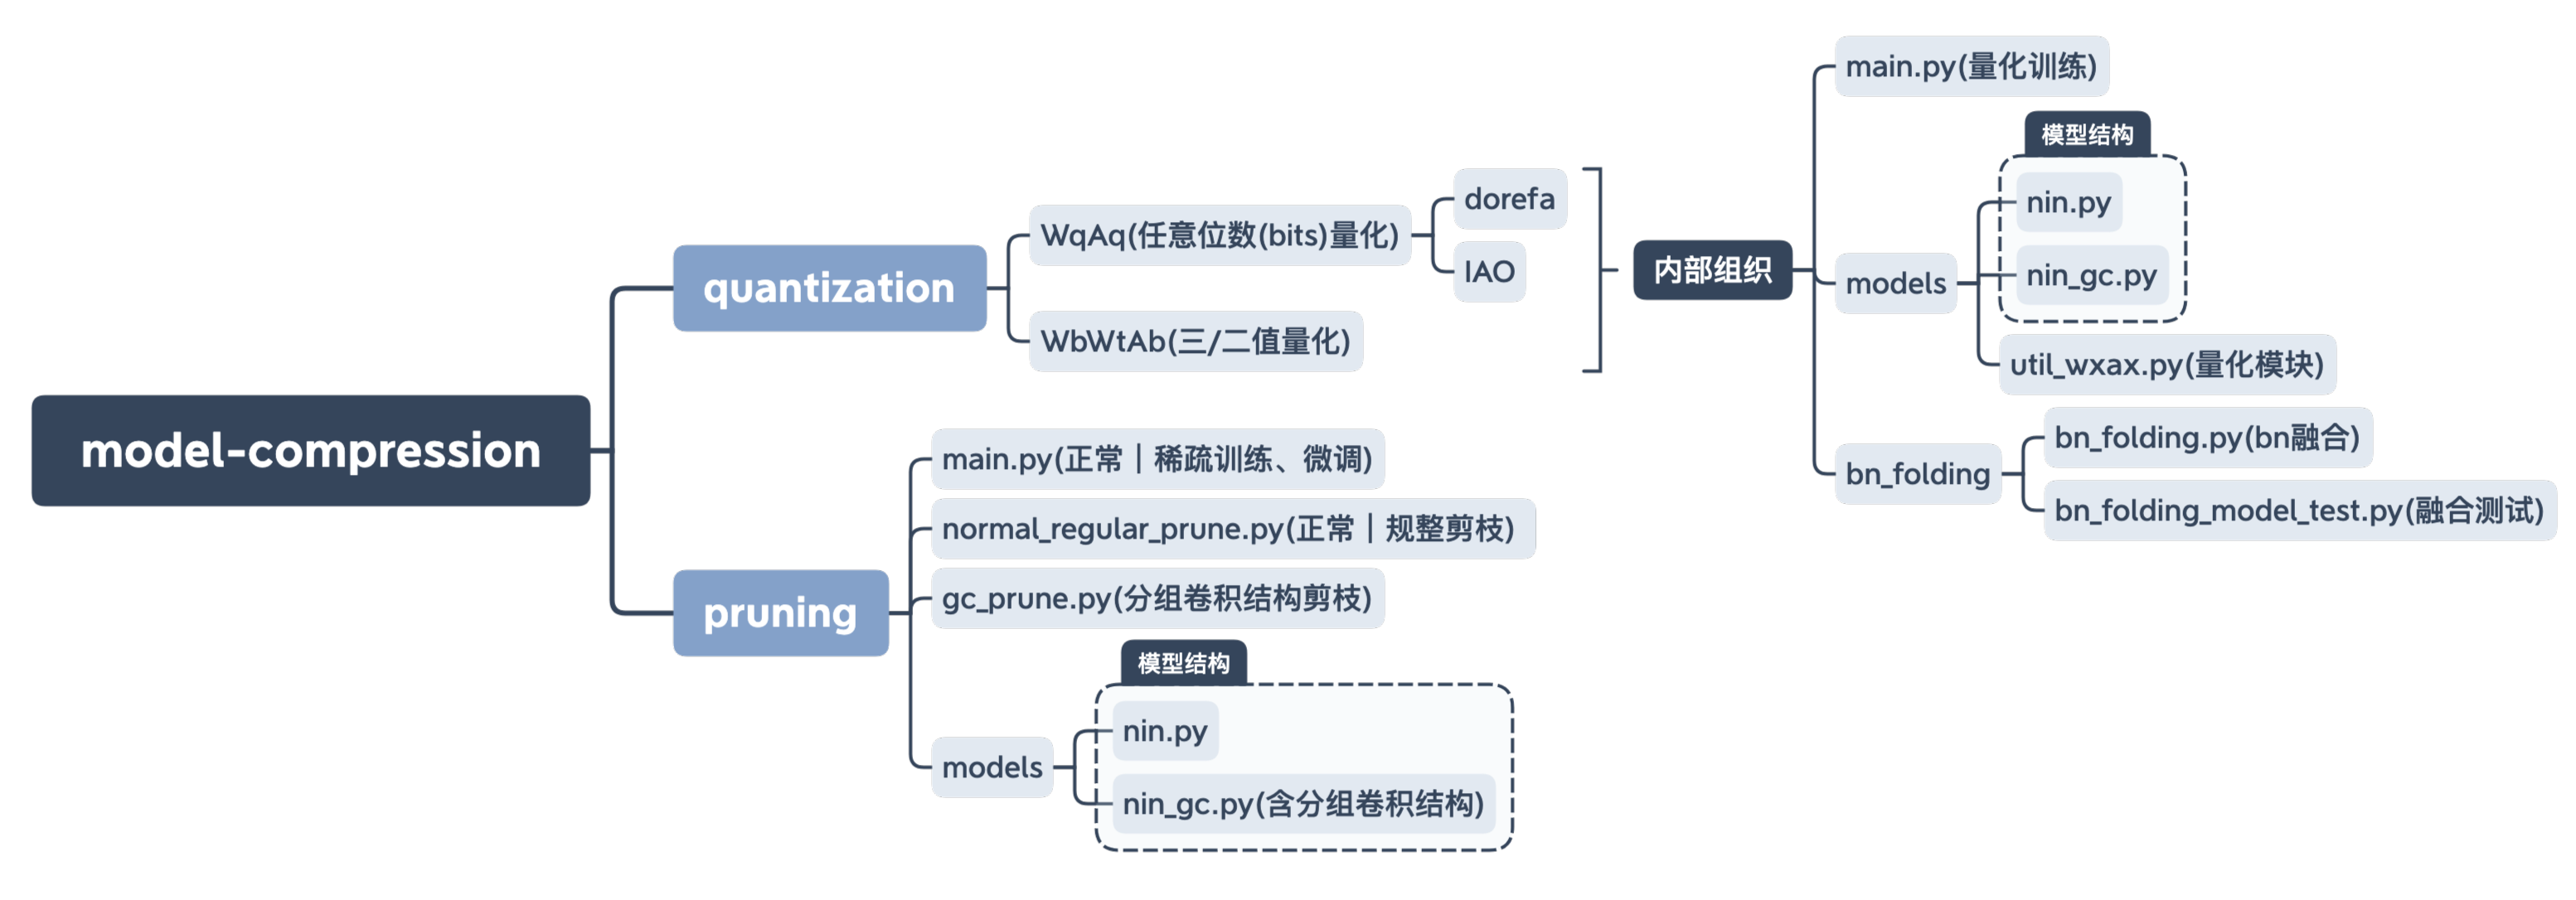 model-compression
quantization
WqAq(任意位数(bits)量化)
dorefa
IAO
WbWtAb(三/二值量化)
内部组织
main.py(量化训练)
models
模型结构
nin.py
nin_gc.py
util_wxax.py(量化模块)
bn_folding
bn_folding.py(bn融合)
bn_folding_model_test.py(融合测试)
pruning
main.py(正常｜稀疏训练、微调)
normal_regular_prune.py(正常｜规整剪枝)
gc_prune.py(分组卷积结构剪枝)
models
模型结构
nin.py
nin_gc.py(含分组卷积结构)